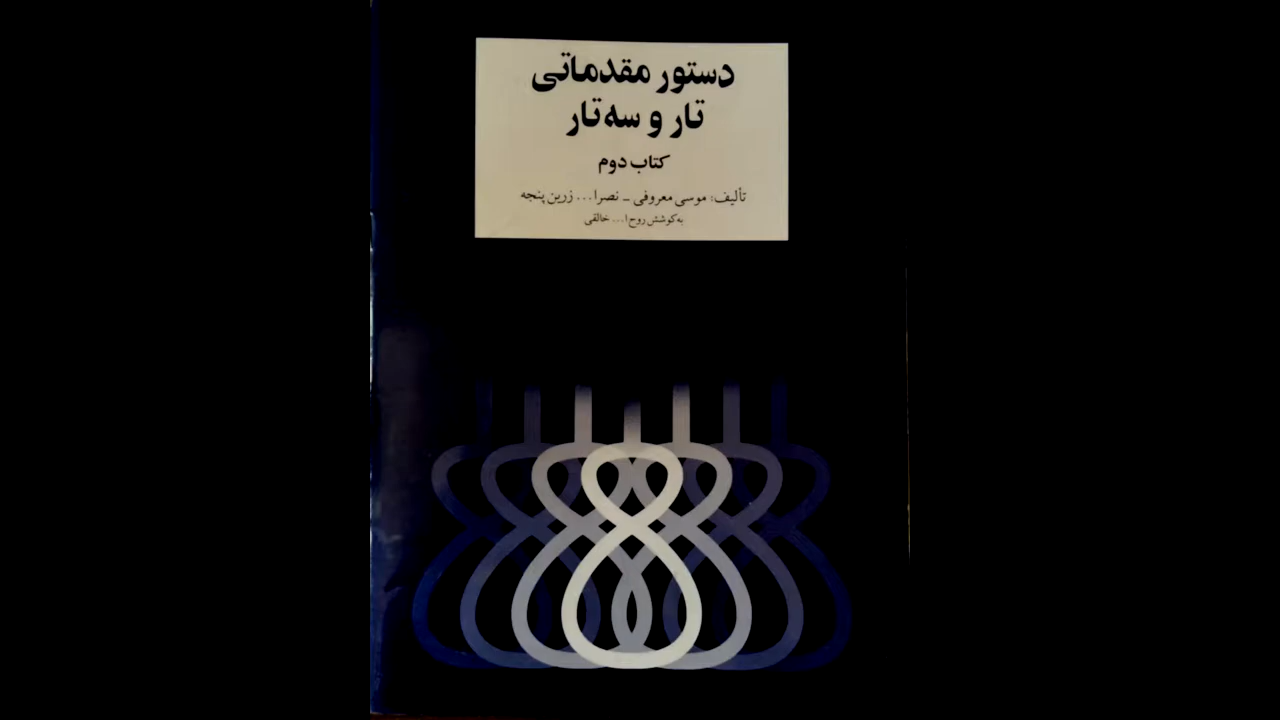 دستور مقدماتی
تار و سه‌تار
کتاب دوم
تألیف: موسی معروفی - نصرا... زرین پنجه
به‌کوشش روح ا... خالقی